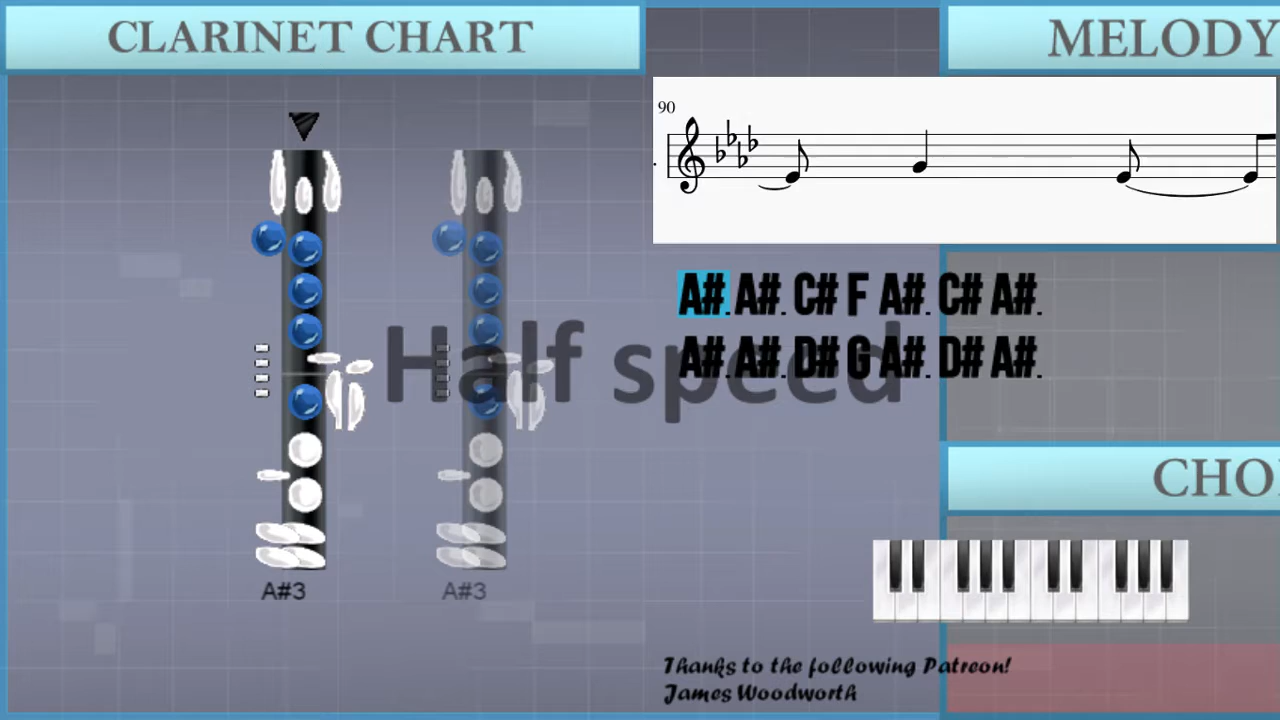 CLARINET CHART
MELODY
90
A#. A#. C# F A#. C# A#.
A#. A#. D# G A#. D# A#.
Half speed
CHO
A#3 A#3
Thanks to the following Patreon!
James Woodworth